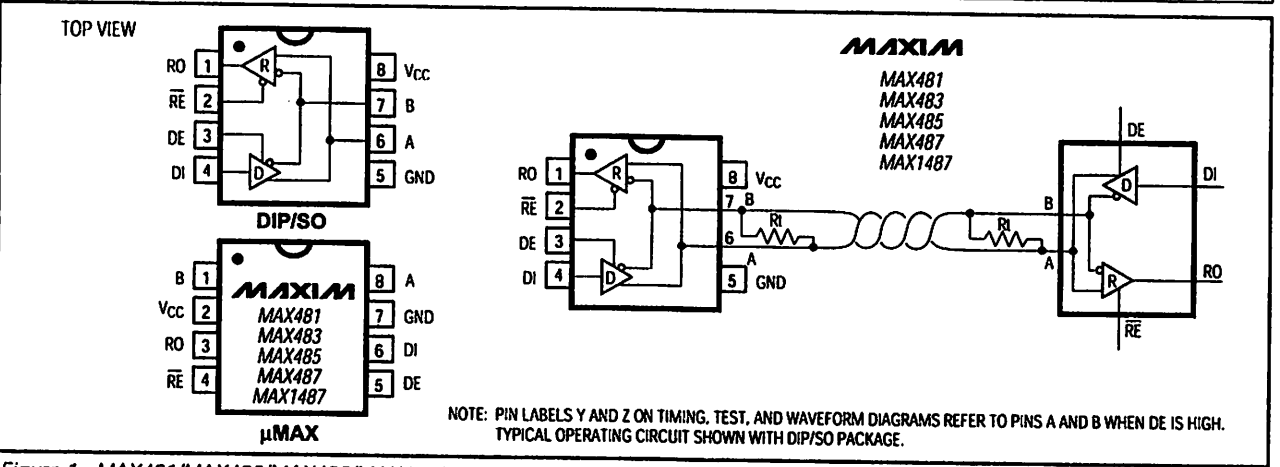 TOP VIEW
RO 1
RE 2
DE 3
DI 4
R
D
8 VCC
7 B
6 A
5 GND
DIP/SO
B 1
VCC 2
RO 3
RE 4
MAXIM
MAX481
MAX483
MAX485
MAX487
MAX1487
8 A
7 GND
6 DI
5 DE
µMAX
MAXIM
MAX481
MAX483
MAX485
MAX487
MAX1487
RO 1
RE 2
DE 3
DI 4
R
D
8 VCC
7 B
6
A
5 GND
Rt
Rt
DE
D
DI
B
A
R
RO
RE
NOTE: PIN LABELS Y AND Z ON TIMING, TEST, AND WAVEFORM DIAGRAMS REFER TO PINS A AND B WHEN DE IS HIGH.
TYPICAL OPERATING CIRCUIT SHOWN WITH DIP/SO PACKAGE.